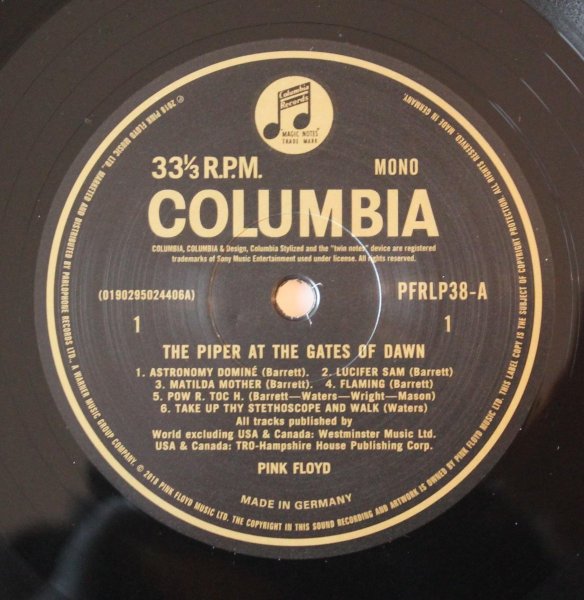 Columbia
Records
"MAGIC NOTES"
TRADE MARK
33⅓ R.P.M.
MONO
COLUMBIA
COLUMBIA, COLUMBIA & Design, Columbia Stylized and the "twin notes" device are registered
trademarks of Sony Music Entertainment used under license. All rights reserved.
(0190295024406A)
PFRLP38-A
1
1
THE PIPER AT THE GATES OF DAWN
1. ASTRONOMY DOMINÉ (Barrett). 2. LUCIFER SAM (Barrett)
3. MATILDA MOTHER (Barrett). 4. FLAMING (Barrett)
5. POW R. TOC H. (Barrett—Waters—Wright—Mason)
6. TAKE UP THY STETHOSCOPE AND WALK (Waters)
All tracks published by
World excluding USA & Canada: Westminster Music Ltd.
USA & Canada: TRO-Hampshire House Publishing Corp.
PINK FLOYD
MADE IN GERMANY
℗ 2018 PINK FLOYD MUSIC LTD. MARKETED AND DISTRIBUTED BY PARLOPHONE RECORDS LTD., A WARNER MUSIC GROUP COMPANY. © 2018 PINK FLOYD MUSIC LTD. THE COPYRIGHT IN THIS SOUND RECORDING AND ARTWORK IS OWNED BY PINK FLOYD MUSIC LTD. THIS LABEL COPY IS THE SUBJECT OF COPYRIGHT PROTECTION. ALL RIGHTS RESERVED. MADE IN GERMANY.